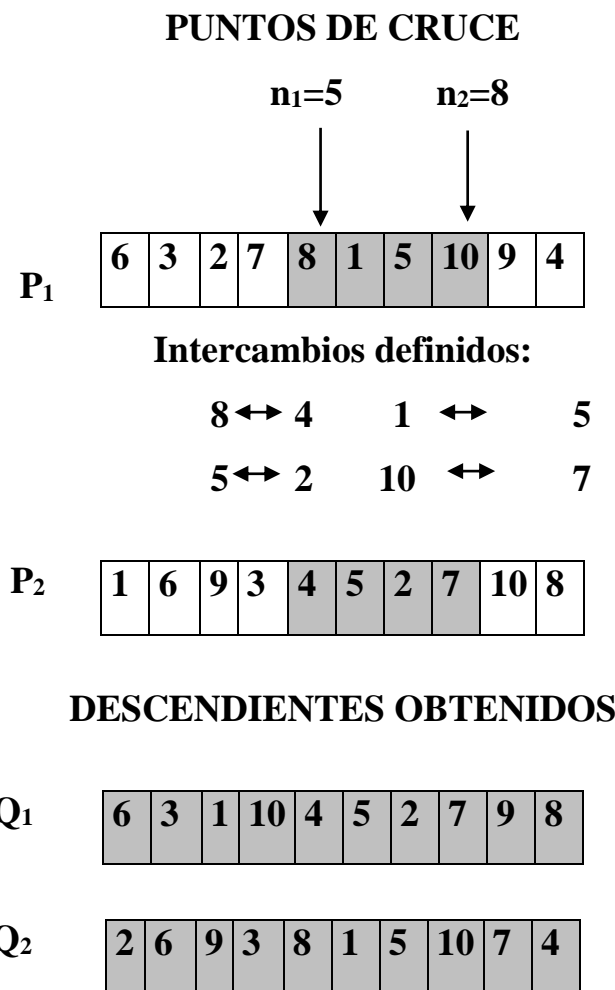 PUNTOS DE CRUCE
n₁=5 n₂=8
P₁ 6 3 2 7 8 1 5 10 9 4
Intercambios definidos:
8 ↔ 4 1 ↔ 5
5 ↔ 2 10 ↔ 7
P₂ 1 6 9 3 4 5 2 7 10 8
DESCENDIENTES OBTENIDOS
Q₁ 6 3 1 10 4 5 2 7 9 8
Q₂ 2 6 9 3 8 1 5 10 7 4